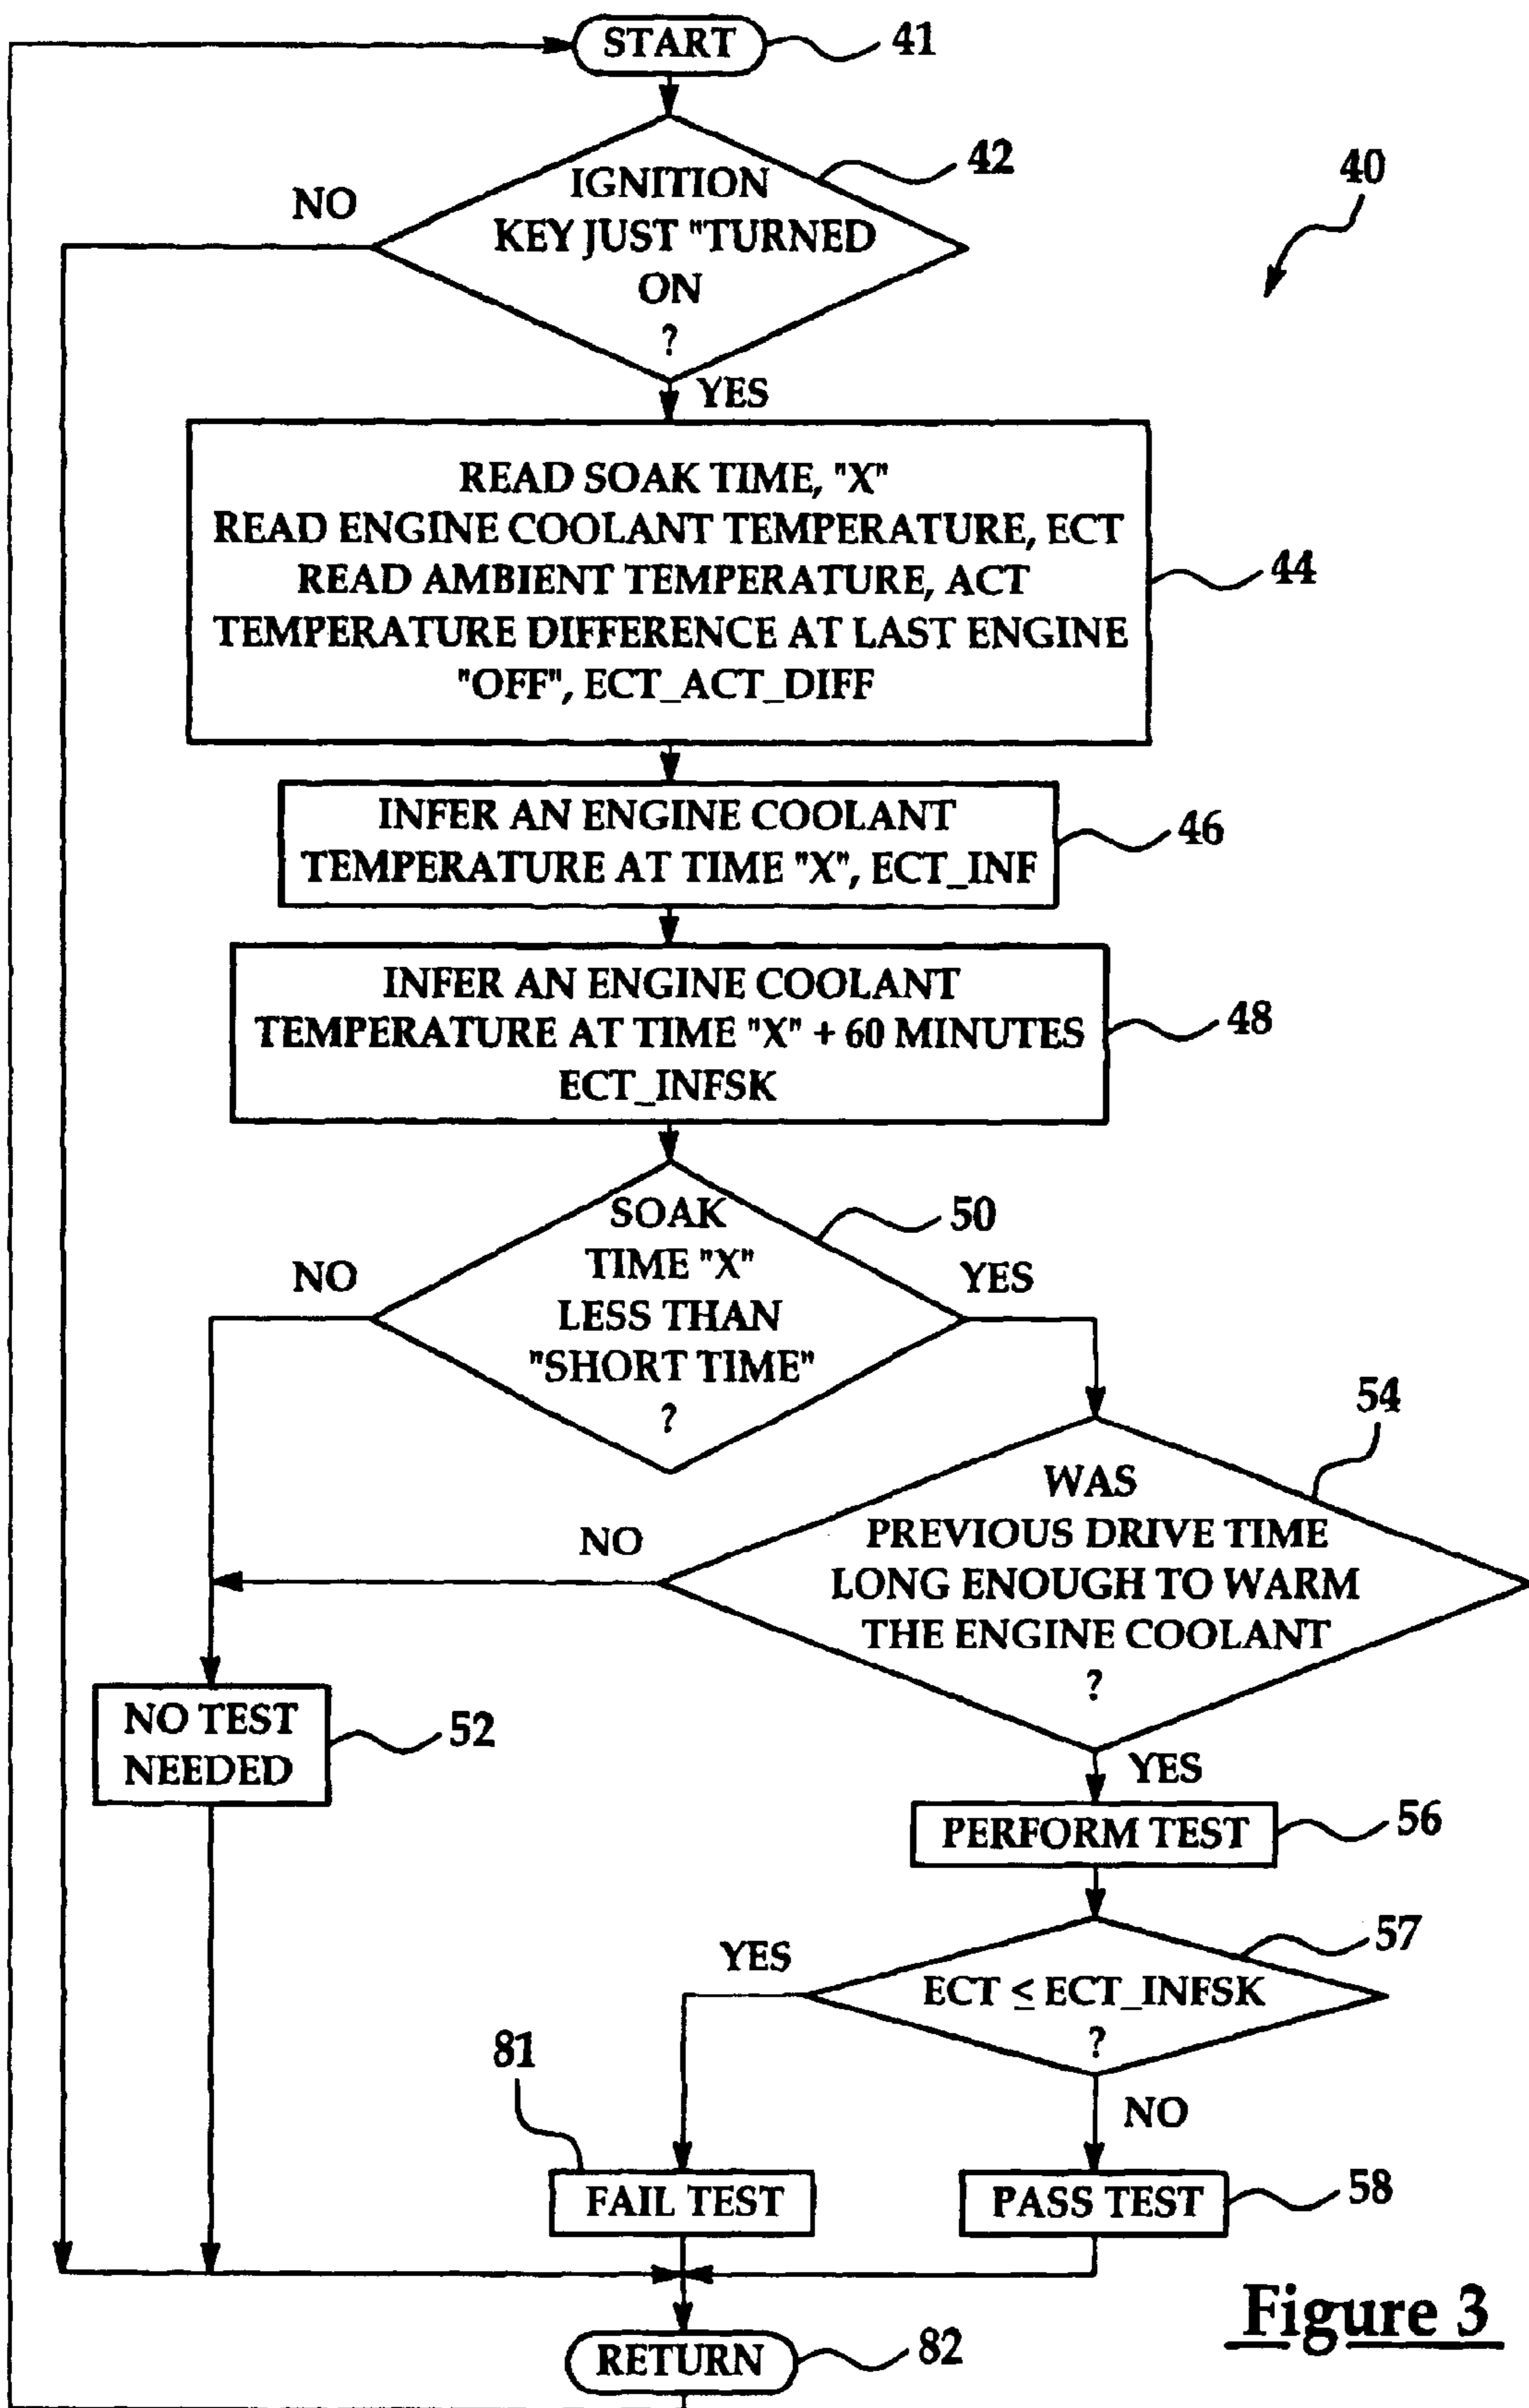 START
41
IGNITION
KEY JUST "TURNED
ON
?
42
40
NO
YES
READ SOAK TIME, "X"
READ ENGINE COOLANT TEMPERATURE, ECT
READ AMBIENT TEMPERATURE, ACT
TEMPERATURE DIFFERENCE AT LAST ENGINE
"OFF", ECT_ACT_DIFF
44
INFER AN ENGINE COOLANT
TEMPERATURE AT TIME "X", ECT_INF
46
INFER AN ENGINE COOLANT
TEMPERATURE AT TIME "X" + 60 MINUTES
ECT_INFSK
48
SOAK
TIME "X"
LESS THAN
"SHORT TIME"
?
50
NO
YES
54
WAS
PREVIOUS DRIVE TIME
LONG ENOUGH TO WARM
THE ENGINE COOLANT
?
NO
NO TEST
NEEDED
52
YES
PERFORM TEST
56
57
YES
ECT ≤ ECT_INFSK
?
81
NO
FAIL TEST
PASS TEST
58
Figure 3
RETURN
82